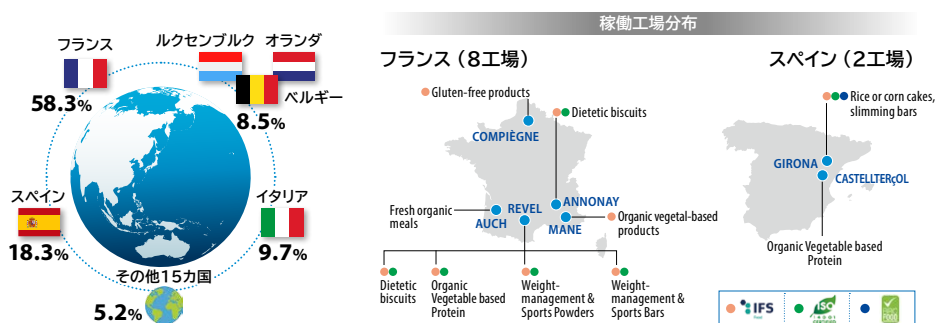 フランス
58.3%
ルクセンブルク
オランダ
ベルギー
8.5%
スペイン
18.3%
イタリア
9.7%
その他15カ国
5.2%
稼働工場分布
フランス（8工場）
Gluten-free products
COMPIÈGNE
Dietetic biscuits
ANNONAY
REVEL
AUCH
MANE
Fresh organic
meals
Organic vegetal-based
products
Dietetic
biscuits
Organic
Vegetable based
Protein
Weight-
management &
Sports Powders
Weight-
management &
Sports Bars
スペイン（2工場）
Rice or corn cakes,
slimming bars
GIRONA
CASTELLTERçOL
Organic Vegetable based
Protein
IFS
ISO
FOOD